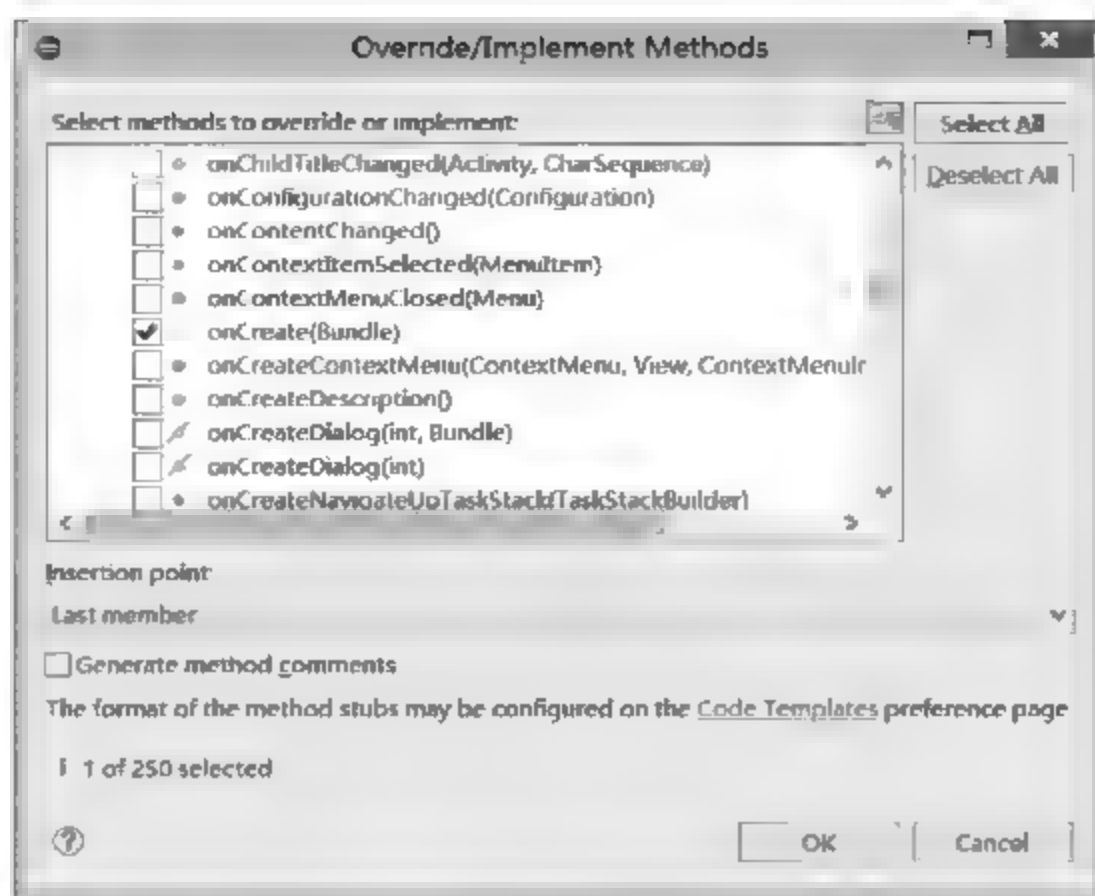 Override/Implement Methods
Select methods to override or implement:
Select All
onChildTitleChanged(Activity, CharSequence)
Deselect All
onConfigurationChanged(Configuration)
onContentChanged()
onContextItemSelected(MenuItem)
onContextMenuClosed(Menu)
onCreate(Bundle)
onCreateContextMenu(ContextMenu, View, ContextMenuIr
onCreateDescription()
onCreateDialog(int, Bundle)
onCreateDialog(int)
onCreateNavigateUpTaskStack(TaskStackBuilder)
Insertion point:
Last member
Generate method comments
The format of the method stubs may be configured on the Code Templates preference page
i 1 of 250 selected
OK
Cancel